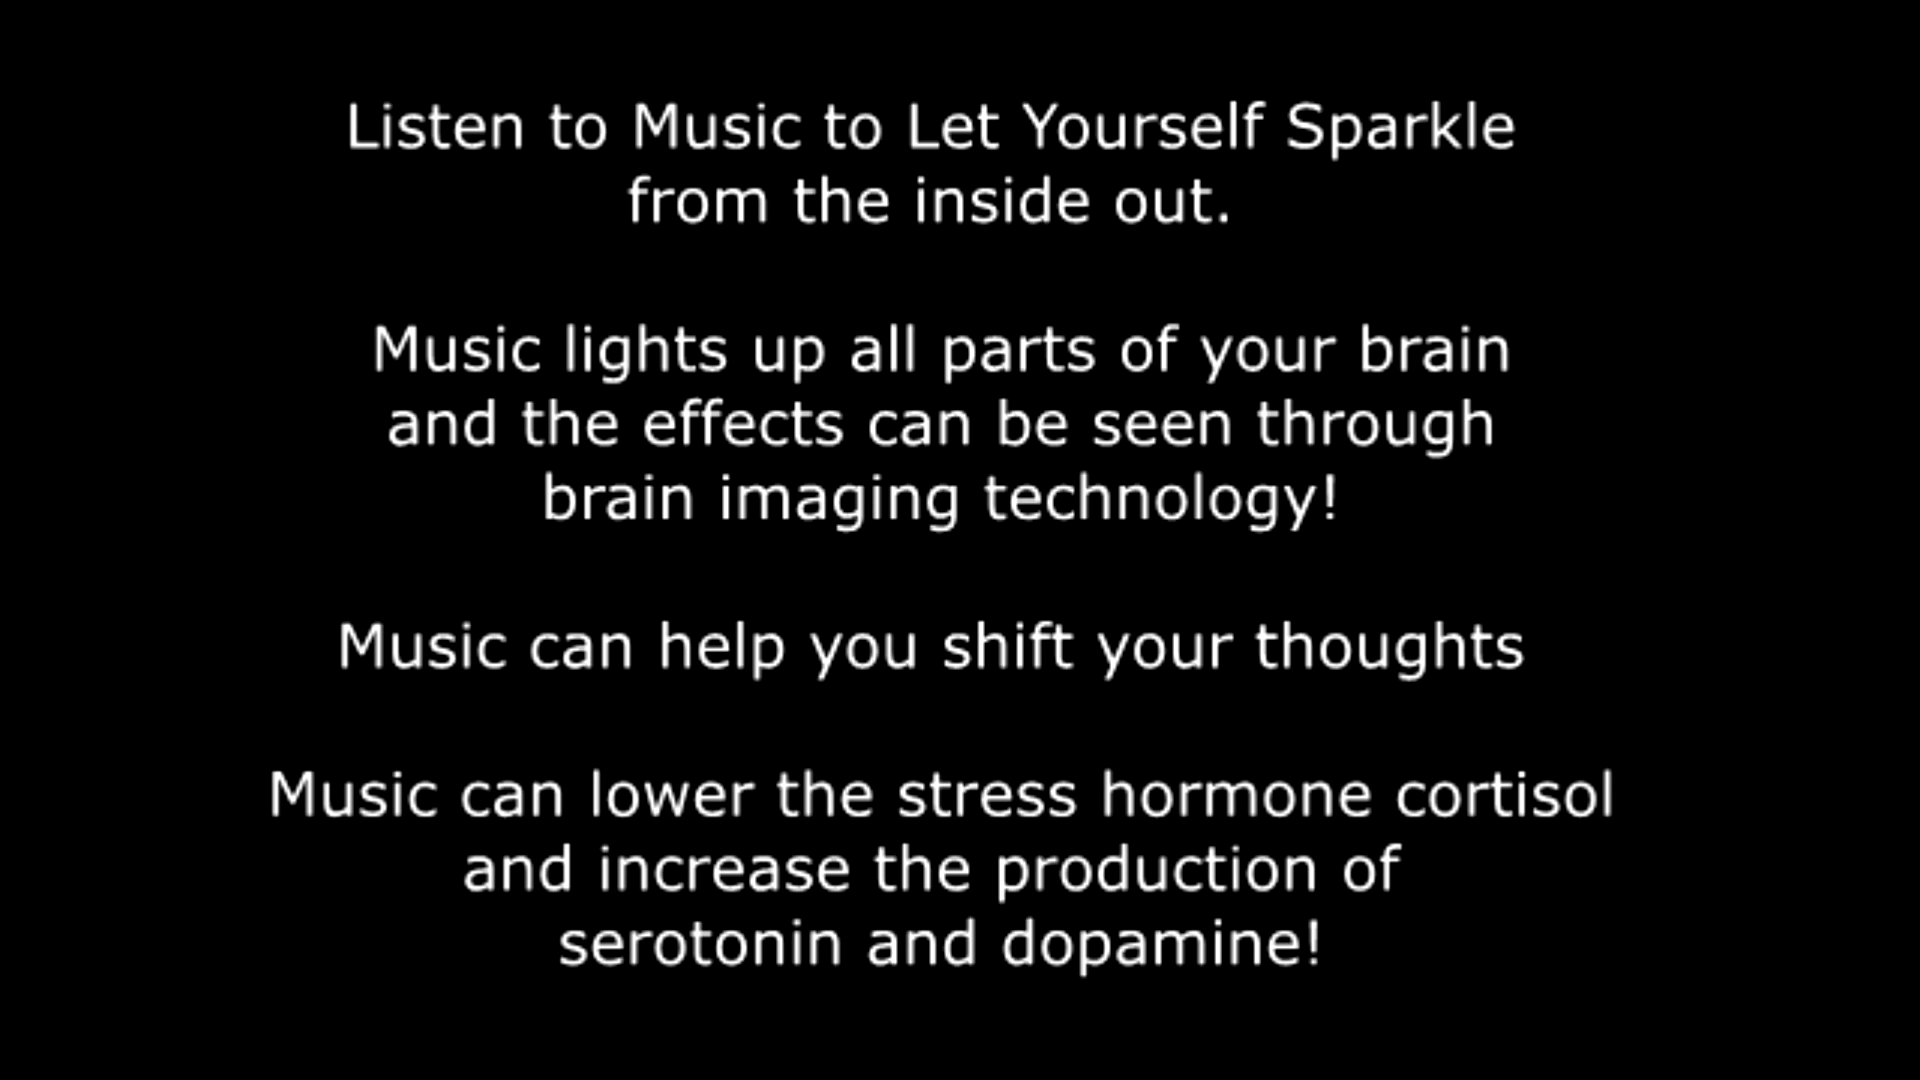 Listen to Music to Let Yourself Sparkle
from the inside out.
Music lights up all parts of your brain
and the effects can be seen through
brain imaging technology!
Music can help you shift your thoughts
Music can lower the stress hormone cortisol
and increase the production of
serotonin and dopamine!